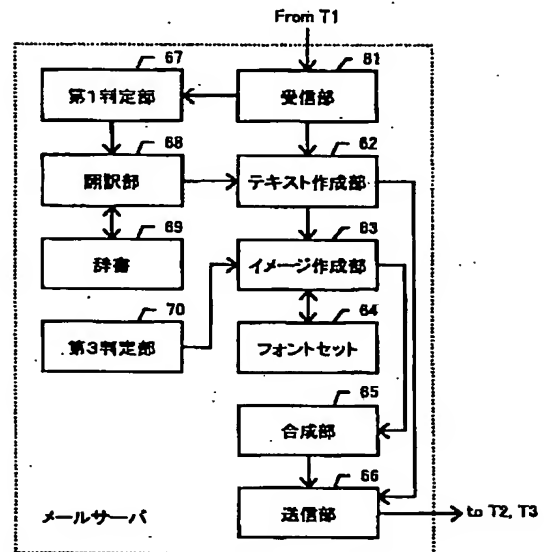 From T1
67
第1判定部
81
受信部
68
翻訳部
62
テキスト作成部
69
辞書
83
イメージ作成部
70
第3判定部
64
フォントセット
65
合成部
66
送信部
メールサーバ
to T2, T3